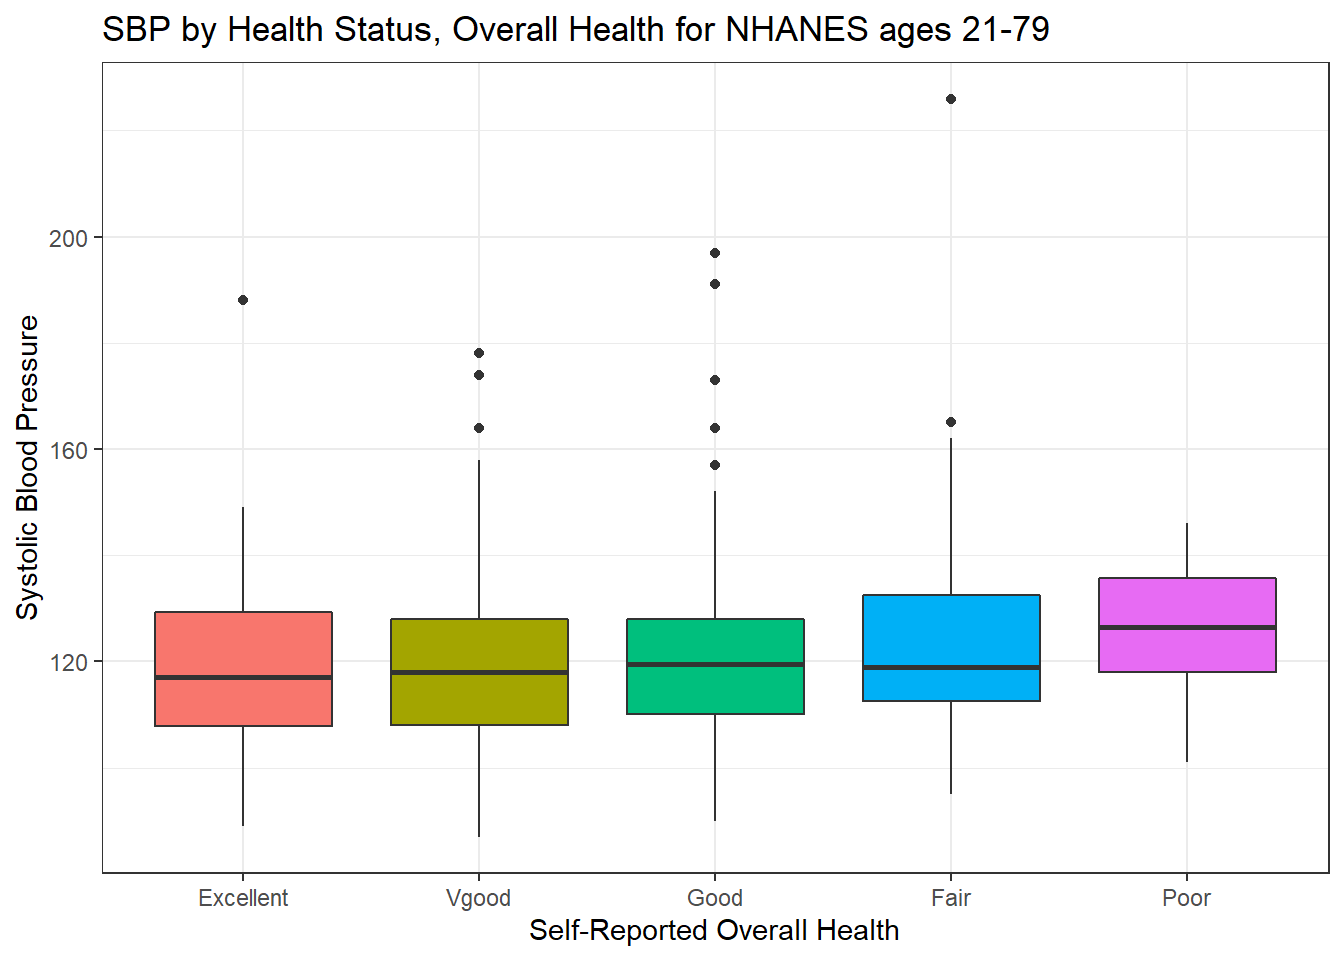 SBP by Health Status, Overall Health for NHANES ages 21-79
Systolic Blood Pressure
200
160
120
Excellent Vgood Good Fair Poor
Self-Reported Overall Health